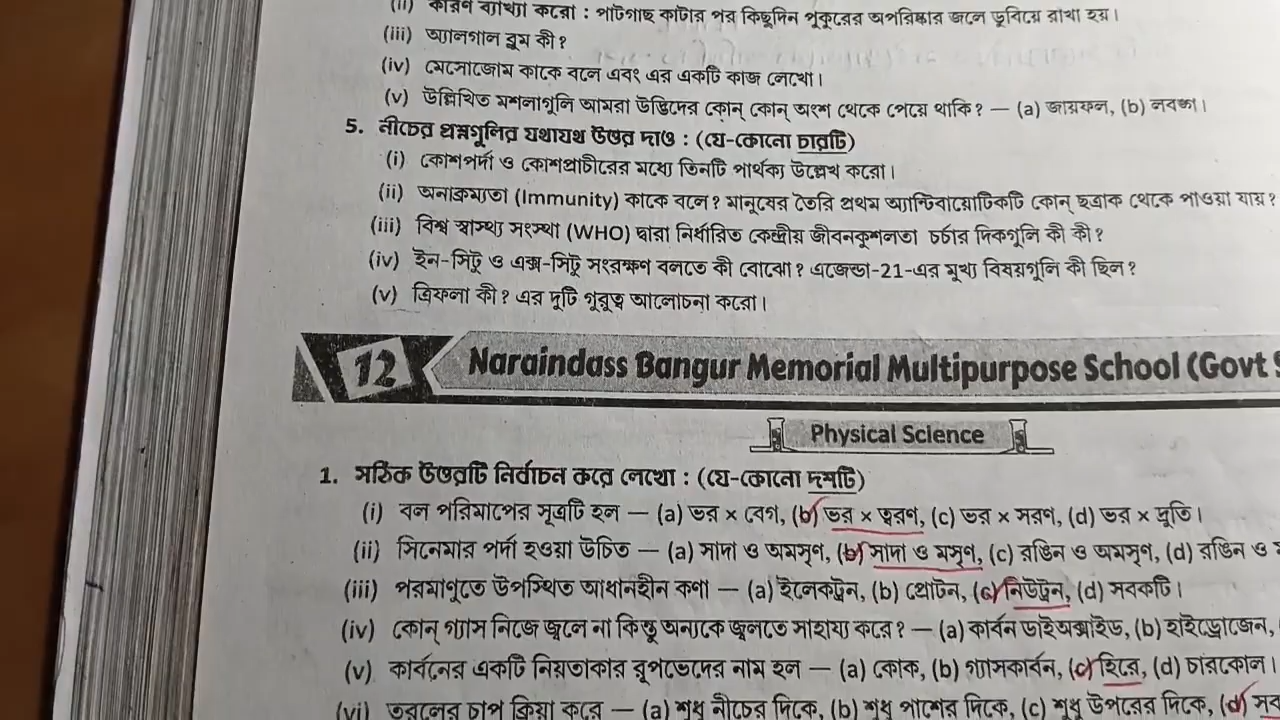 (ii) কারণ ব্যাখ্যা করো : পাটগাছ কাটার পর কিছুদিন পুকুরের অপরিষ্কার জলে ডুবিয়ে রাখা হয়।
(iii) অ্যালগাল ব্লুম কী?
(iv) মেসোজোম কাকে বলে এবং এর একটি কাজ লেখো।
(v) উল্লিখিত মশলাগুলি আমরা উদ্ভিদের কোন্ কোন্ অংশ থেকে পেয়ে থাকি? — (a) জায়ফল, (b) লবঙ্গ।
5. নীচের প্রশ্নগুলির যথাযথ উত্তর দাও : (যে-কোনো চারটি)
(i) কোশপর্দা ও কোশপ্রাচীরের মধ্যে তিনটি পার্থক্য উল্লেখ করো।
(ii) অনাক্রম্যতা (Immunity) কাকে বলে? মানুষের তৈরি প্রথম অ্যান্টিবায়োটিকটি কোন্ ছত্রাক থেকে পাওয়া যায়?
(iii) বিশ্ব স্বাস্থ্য সংস্থা (WHO) দ্বারা নির্ধারিত কেন্দ্রীয় জীবনকুশলতা চর্চার দিকগুলি কী কী?
(iv) ইন-সিটু ও এক্স-সিটু সংরক্ষণ বলতে কী বোঝো? এজেন্ডা-21-এর মুখ্য বিষয়গুলি কী ছিল?
(v) ত্রিফলা কী? এর দুটি গুরুত্ব আলোচনা করো।
12 Naraindass Bangur Memorial Multipurpose School (Govt
Physical Science
1. সঠিক উত্তরটি নির্বাচন করে লেখো : (যে-কোনো দশটি)
(i) বল পরিমাপের সূত্রটি হল — (a) ভর × বেগ, (b) ভর × ত্বরণ, (c) ভর × সরণ, (d) ভর × দ্রুতি।
(ii) সিনেমার পর্দা হওয়া উচিত — (a) সাদা ও অমসৃণ, (b) সাদা ও মসৃণ, (c) রঙিন ও অমসৃণ, (d) রঙিন ও
(iii) পরমাণুতে উপস্থিত আধানহীন কণা — (a) ইলেকট্রন, (b) প্রোটন, (c) নিউট্রন, (d) সবকটি।
(iv) কোন্ গ্যাস নিজে জ্বলে না কিন্তু অন্যকে জ্বলতে সাহায্য করে? — (a) কার্বন ডাইঅক্সাইড, (b) হাইড্রোজেন,
(v) কার্বনের একটি নিয়তাকার রূপভেদের নাম হল — (a) কোক, (b) গ্যাসকার্বন, (c) হিরে, (d) চারকোল।
(vi) তরলের চাপ ক্রিয়া করে — (a) শুধু নীচের দিকে, (b) শুধু পাশের দিকে, (c) শুধু উপরের দিকে, (d)